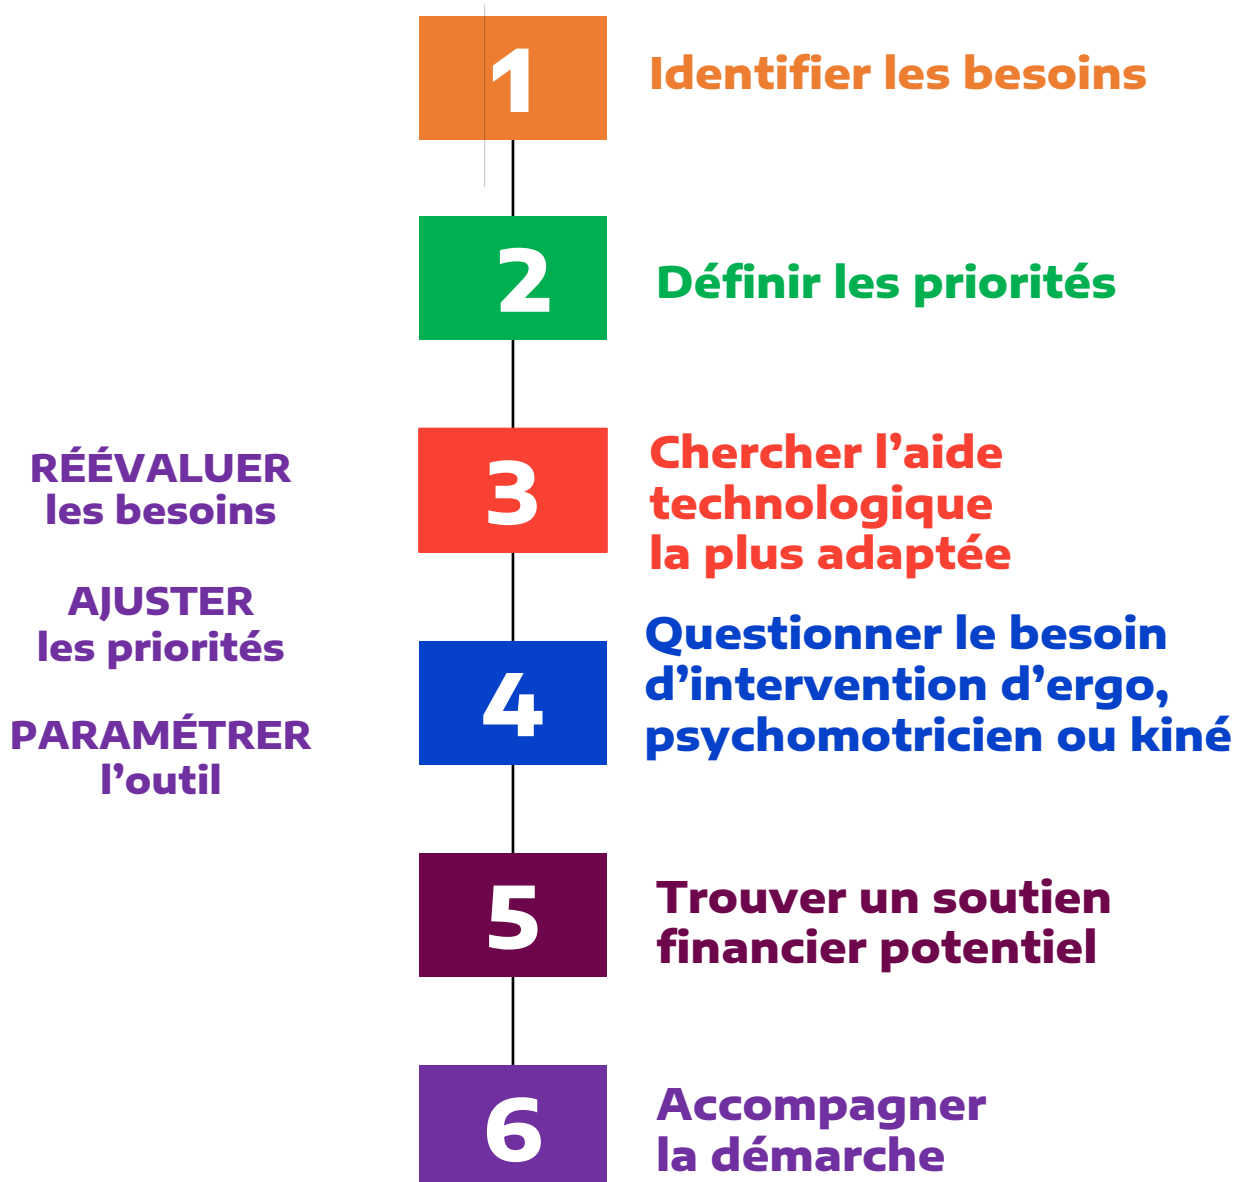 1
Identifier les besoins
2
Définir les priorités
3
Chercher l’aide
technologique
la plus adaptée
4
Questionner le besoin
d’intervention d’ergo,
psychomotricien ou kiné
5
Trouver un soutien
financier potentiel
6
Accompagner
la démarche
RÉÉVALUER
les besoins
AJUSTER
les priorités
PARAMÉTRER
l’outil